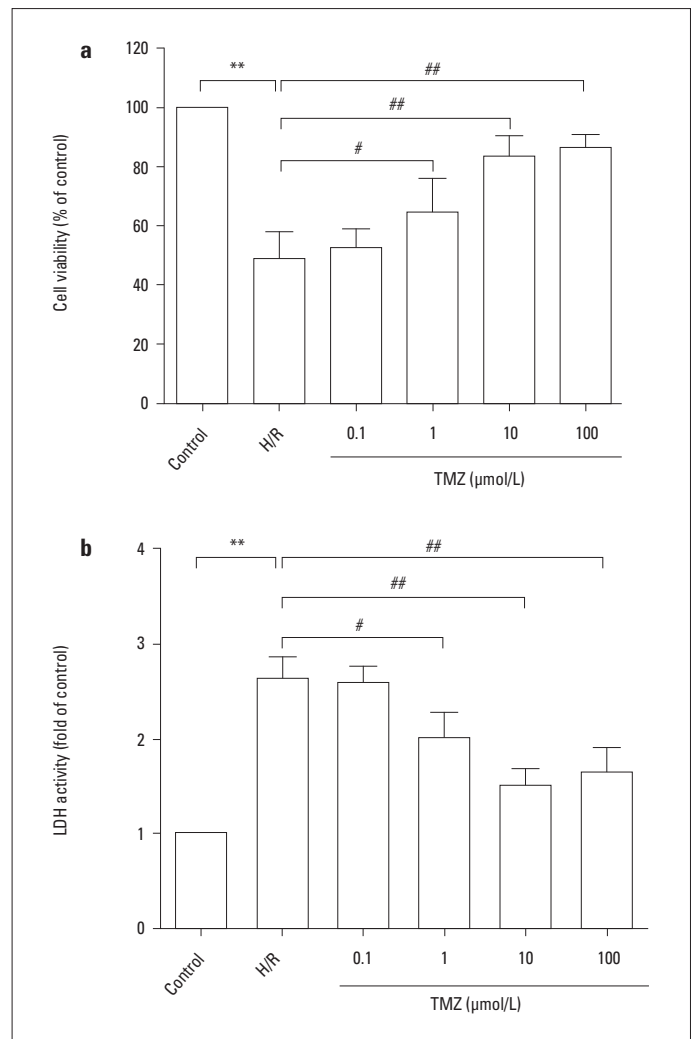 a
120
**
##
100
##
#
80
60
40
20
0
Cell viability (% of control)
Control
H/R
0.1
1
10
100
TMZ (µmol/L)
b
4
**
##
##
3
#
2
1
0
LDH activity (fold of control)
Control
H/R
0.1
1
10
100
TMZ (µmol/L)